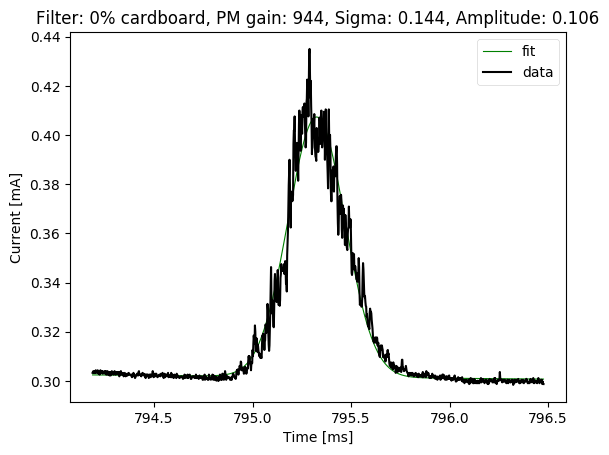 Filter: 0% cardboard, PM gain: 944, Sigma: 0.144, Amplitude: 0.106
0.44
fit
data
0.42
0.40
0.38
Current [mA]
0.36
0.34
0.32
0.30
794.5 795.0 795.5 796.0 796.5
Time [ms]